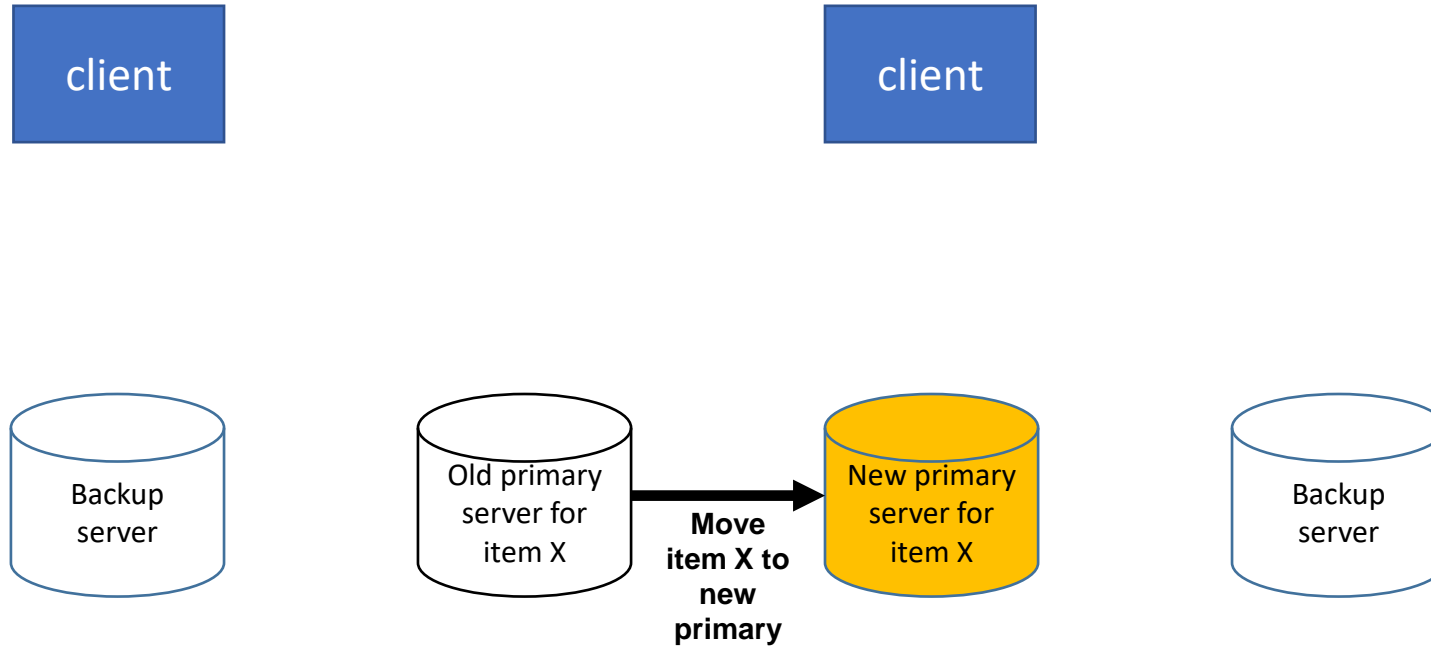 client
client
Backup
server
Old primary
server for
item X
Move
item X to
new
primary
New primary
server for
item X
Backup
server